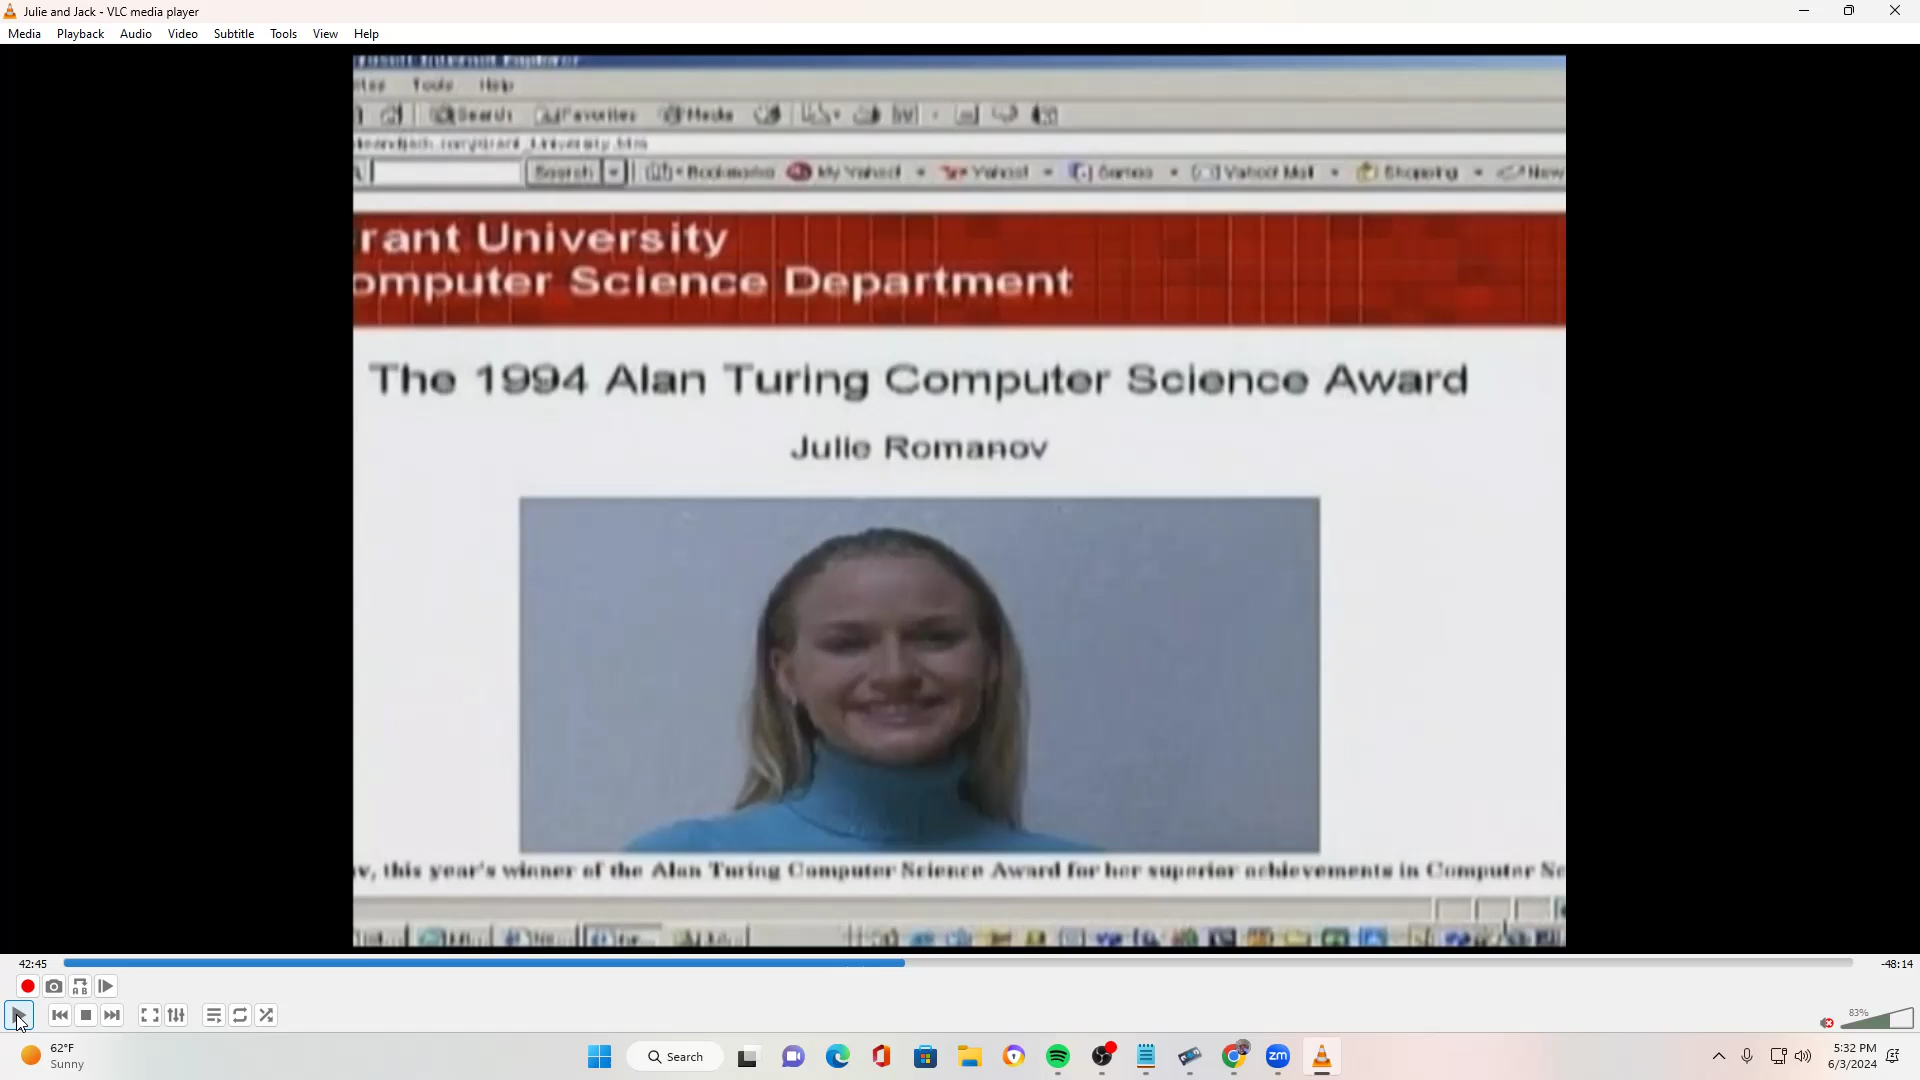 Julie and Jack - VLC media player
Media Playback Audio Video Subtitle Tools View Help
Tools Help
Search Favorites Media
Search Bookmarks My Yahoo! Yahoo! Games Yahoo! Mail Shopping New
rant University
omputer Science Department
The 1994 Alan Turing Computer Science Award
Julie Romanov
v, this year's winner of the Alan Turing Computer Science Award for her superior achievements in Computer Sc
42:45
-48:14
83%
62°F
Sunny
Search
zm
5:32 PM
6/3/2024